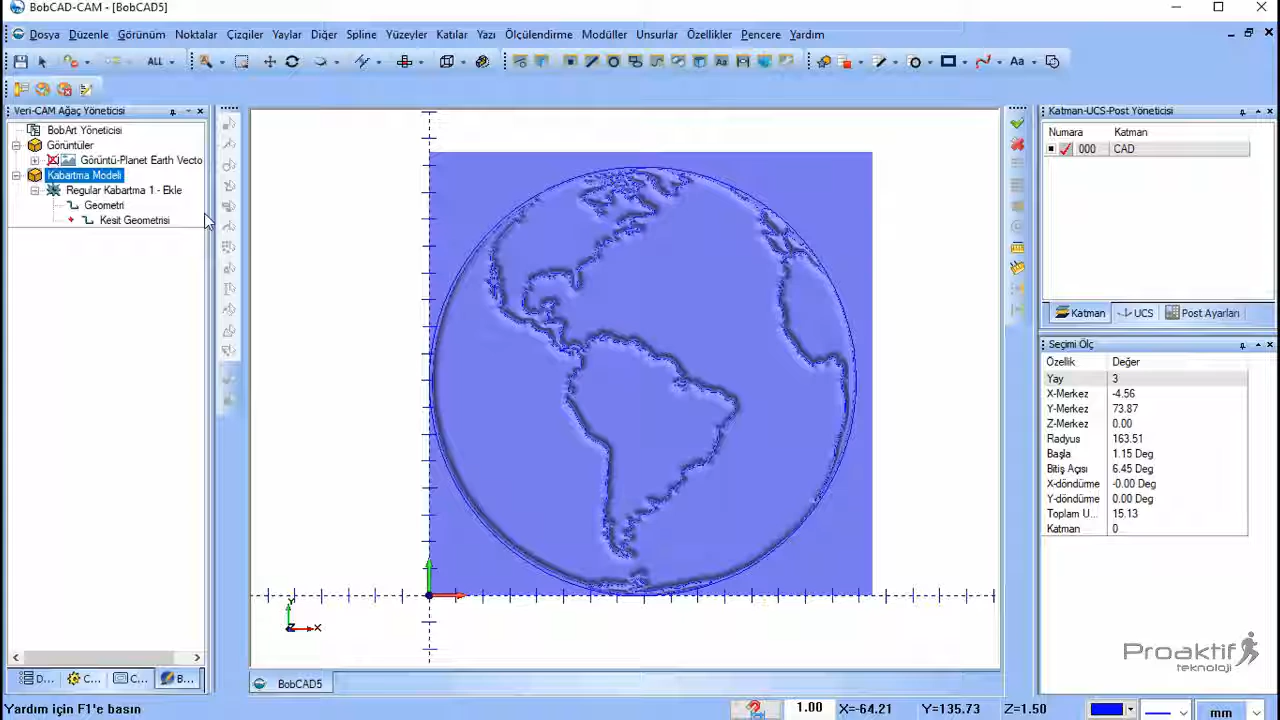 BobCAD-CAM - [BobCAD5]
Dosya Düzenle Görünüm Noktalar Çizgiler Yaylar Diğer Spline Yüzeyler Katılar Yazı Ölçülendirme Modüller Unsurlar Özellikler Pencere Yardım
ALL
Aa
Aa
Veri-CAM Ağaç Yöneticisi
BobArt Yöneticisi
Görüntüler
Görüntü-Planet Earth Vecto
Kabartma Modeli
Regular Kabartma 1 - Ekle
Geometri
Kesit Geometrisi
D... C... C... B...
Y
Z
X
BobCAD5
Katman-UCS-Post Yöneticisi
Numara Katman
000 CAD
Katman UCS Post Ayarları
Seçimi Ölç
Özellik Değer
Yay 3
X-Merkez -4.56
Y-Merkez 73.87
Z-Merkez 0.00
Radyus 163.51
Başla 1.15 Deg
Bitiş Açısı 6.45 Deg
X-döndürme -0.00 Deg
Y-döndürme 0.00 Deg
Toplam U... 15.13
Katman 0
Proaktif
teknoloji
Yardım için F1'e basın 1.00 X=-64.21 Y=135.73 Z=1.50 mm